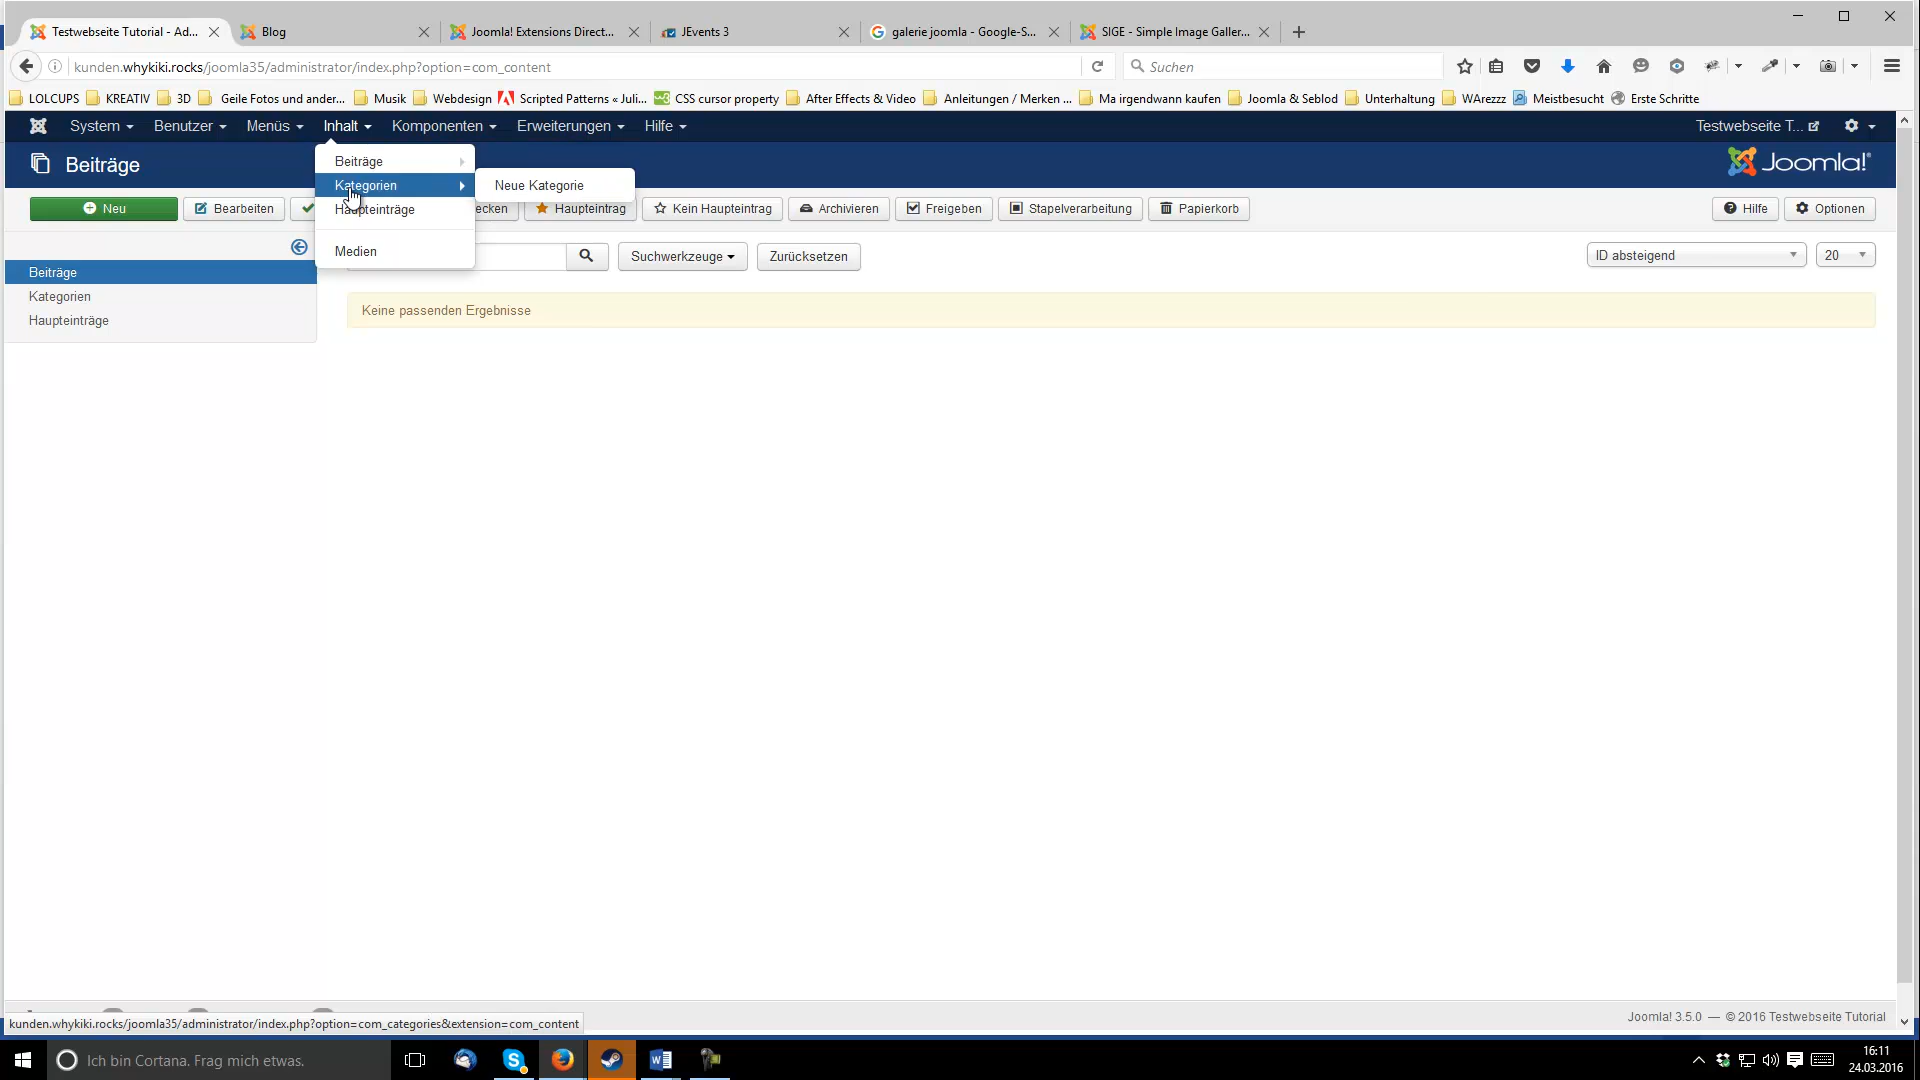 Testwebseite Tutorial - Ad...
Blog
Joomla! Extensions Direct...
JEvents 3
galerie joomla - Google-S...
SIGE - Simple Image Galler...
kunden.whykiki.rocks/joomla35/administrator/index.php?option=com_content
Suchen
LOLCUPS
KREATIV
3D
Geile Fotos und ander...
Musik
Webdesign
Scripted Patterns « Juli...
CSS cursor property
After Effects & Video
Anleitungen / Merken ...
Ma irgendwann kaufen
Joomla & Seblod
Unterhaltung
WArezzz
Meistbesucht
Erste Schritte
System
Benutzer
Menüs
Inhalt
Komponenten
Erweiterungen
Hilfe
Testwebseite T...
Beiträge
Joomla!®
Beiträge
Kategorien
Neue Kategorie
Haupteinträge
Medien
Neu
Bearbeiten
ecken
Haupteintrag
Kein Haupteintrag
Archivieren
Freigeben
Stapelverarbeitung
Papierkorb
Hilfe
Optionen
Suchwerkzeuge
Zurücksetzen
ID absteigend
20
Beiträge
Kategorien
Haupteinträge
Keine passenden Ergebnisse
Joomla! 3.5.0 — © 2016 Testwebseite Tutorial
kunden.whykiki.rocks/joomla35/administrator/index.php?option=com_categories&extension=com_content
Ich bin Cortana. Frag mich etwas.
16:11
24.03.2016